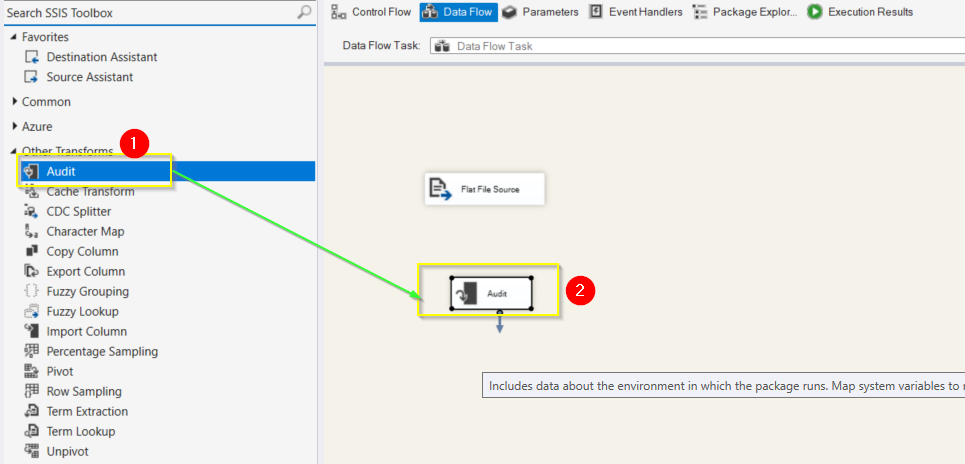 Search SSIS Toolbox
Control Flow
Data Flow
Parameters
Event Handlers
Package Explor...
Execution Results
Data Flow Task:
Data Flow Task
Favorites
Destination Assistant
Source Assistant
Common
Azure
Other Transforms
1
Audit
Cache Transform
CDC Splitter
Character Map
Copy Column
Export Column
Fuzzy Grouping
Fuzzy Lookup
Import Column
Percentage Sampling
Pivot
Row Sampling
Term Extraction
Term Lookup
Unpivot
Flat File Source
Audit
2
Includes data about the environment in which the package runs. Map system variables to